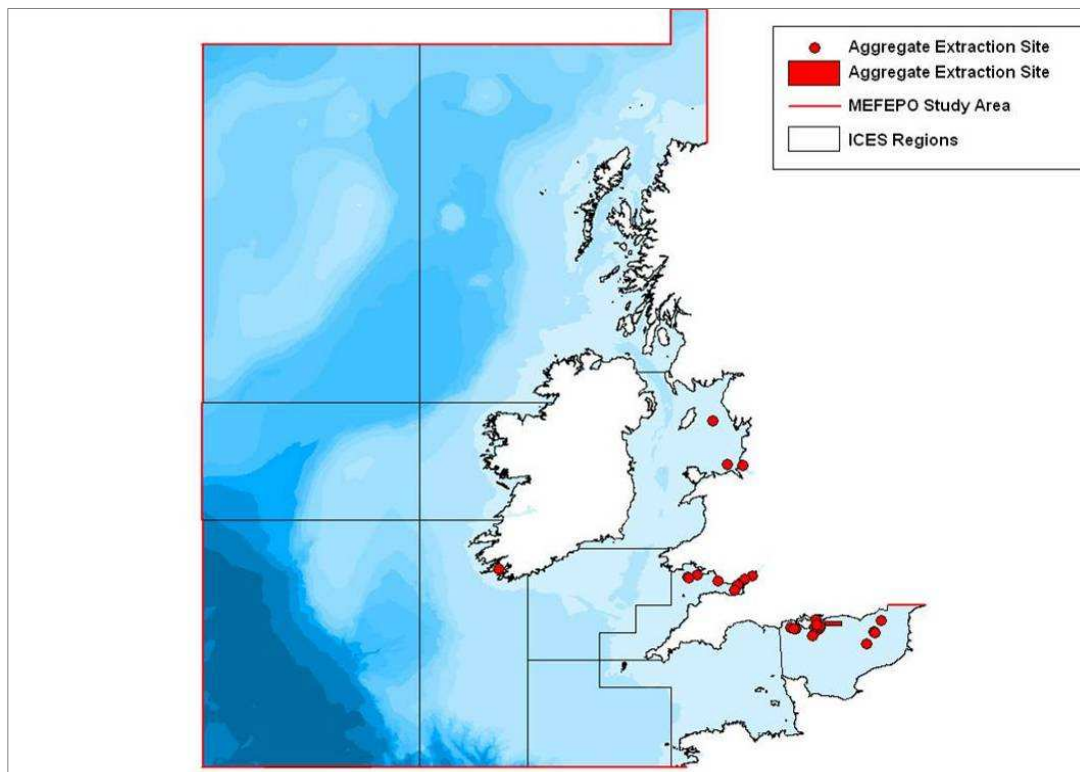 Aggregate Extraction Site
Aggregate Extraction Site
MEFEPO Study Area
ICES Regions